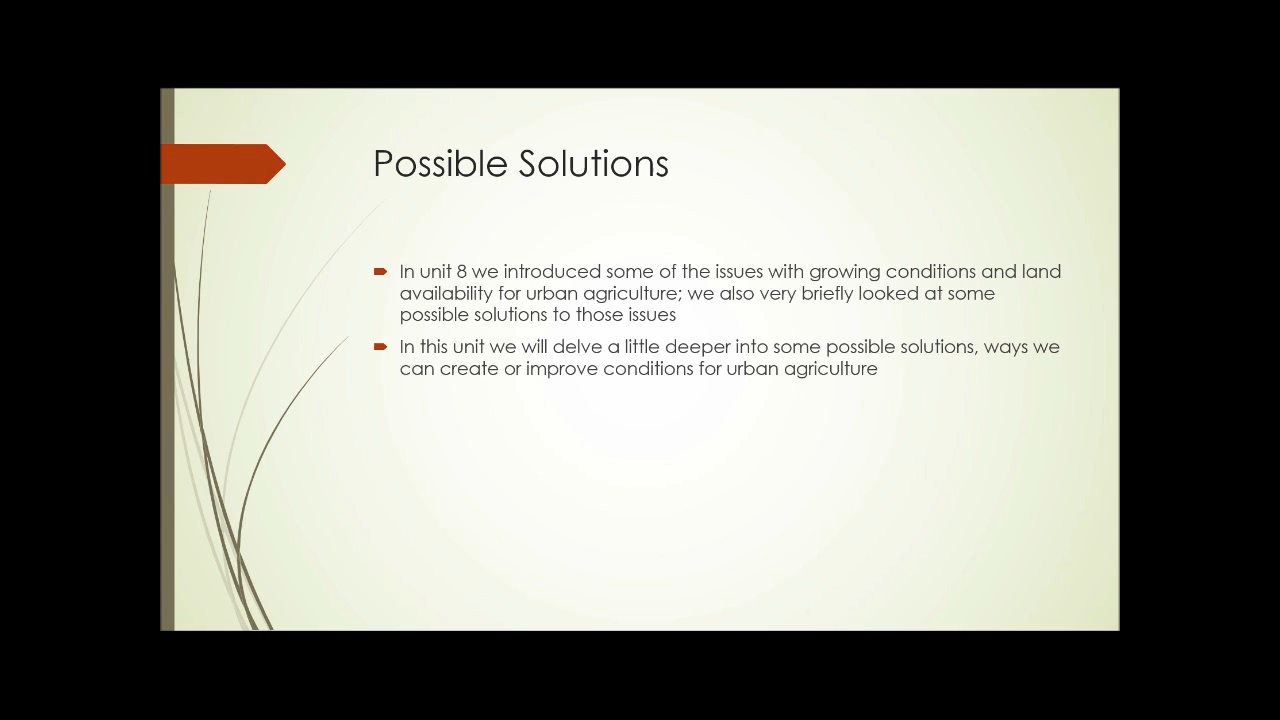 Possible Solutions
In unit 8 we introduced some of the issues with growing conditions and land
availability for urban agriculture; we also very briefly looked at some
possible solutions to those issues
In this unit we will delve a little deeper into some possible solutions, ways we
can create or improve conditions for urban agriculture